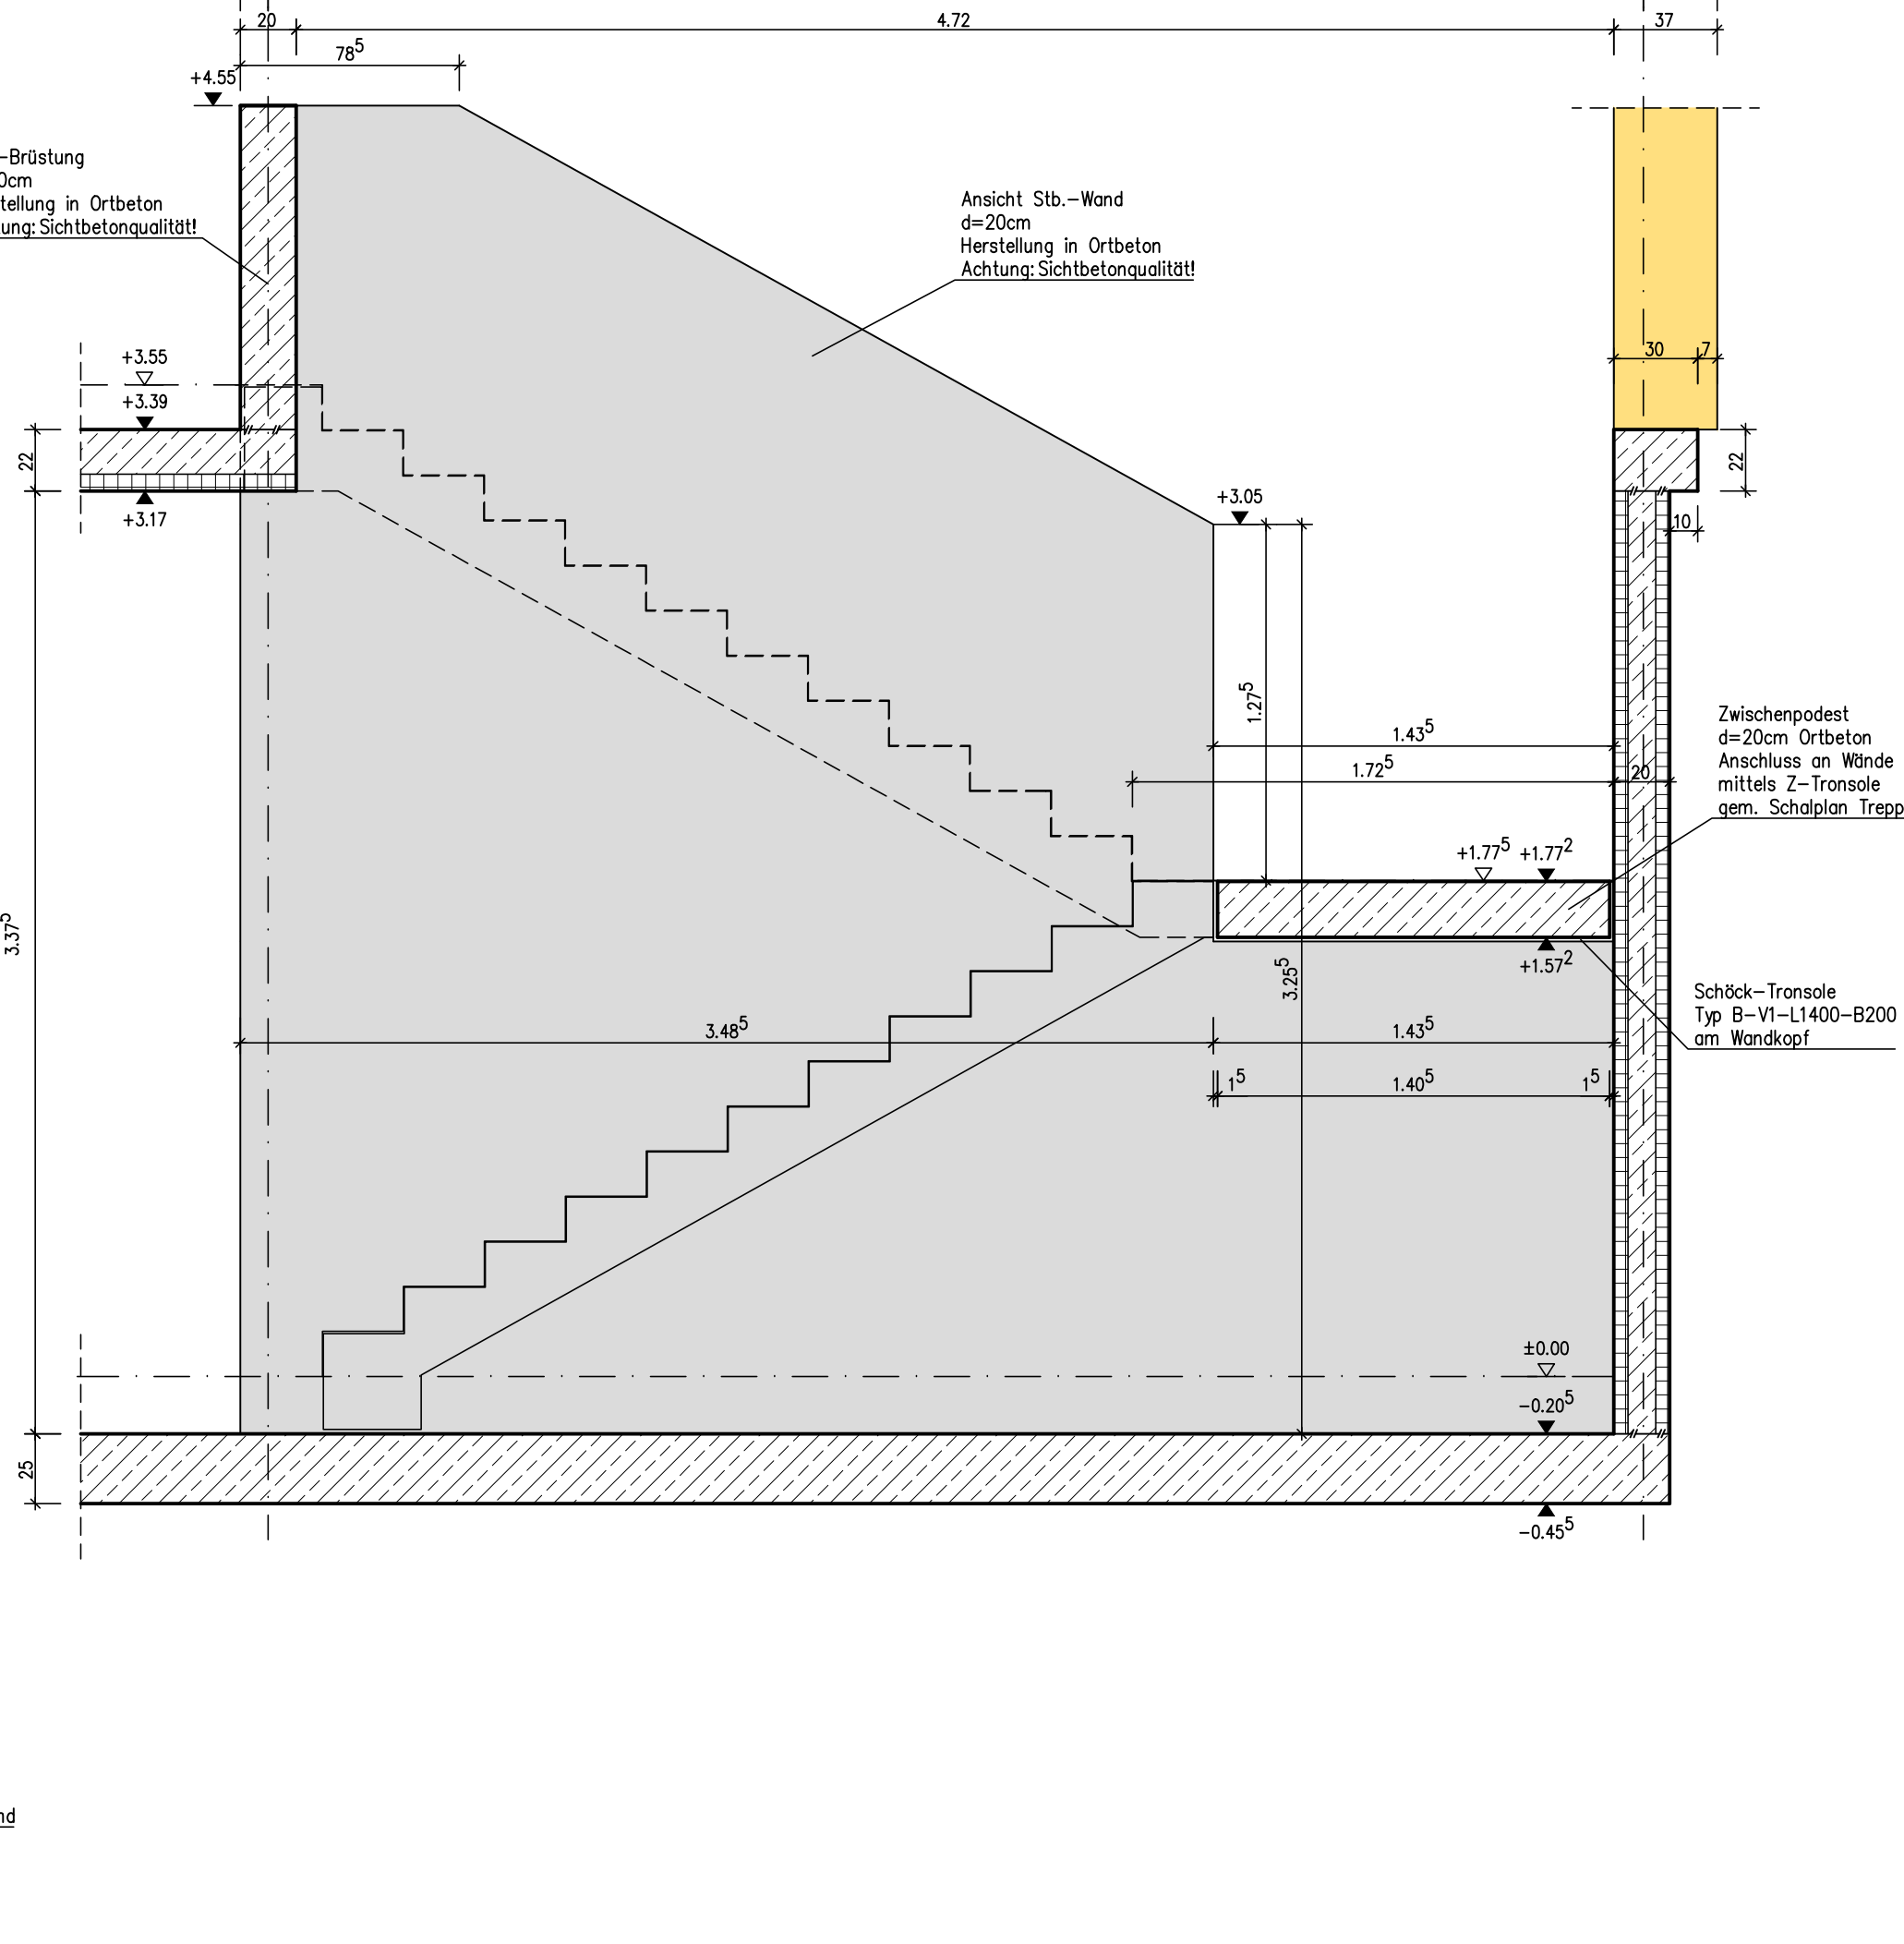 20
4.72
37
78⁵
+4.55
-Brüstung
0cm
tellung in Ortbeton
ung: Sichtbetonqualität!
Ansicht Stb.-Wand
d=20cm
Herstellung in Ortbeton
Achtung: Sichtbetonqualität!
+3.55
+3.39
30
7
22
22
+3.17
+3.05
10
1.27⁵
1.43⁵
1.72⁵
20
Zwischenpodest
d=20cm Ortbeton
Anschluss an Wände
mittels Z-Tronsole
gem. Schalplan Trepp
+1.77⁵
+1.77²
3.37⁵
+1.57²
3.25⁵
Schöck-Tronsole
Typ B-V1-L1400-B200
am Wandkopf
3.48⁵
1.43⁵
1⁵
1.40⁵
1⁵
±0.00
-0.20⁵
25
-0.45⁵
nd